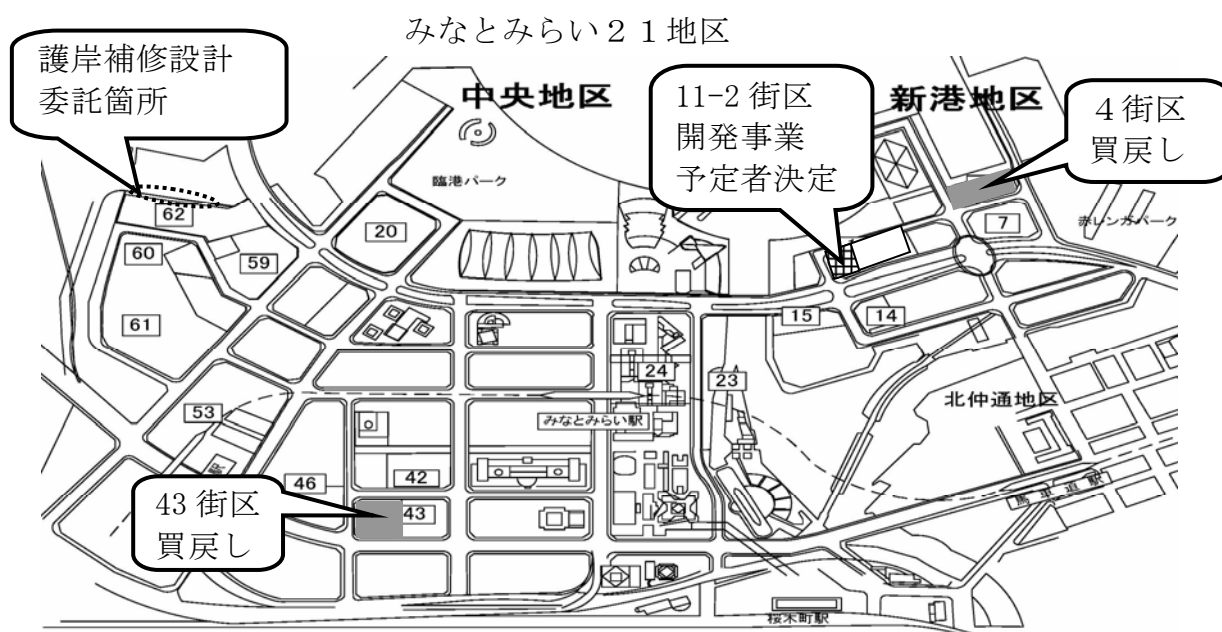 みなとみらい２１地区
護岸補修設計
委託箇所
中央地区
11-2 街区
開発事業
予定者決定
新港地区
４街区
買戻し
臨港パーク
赤レンガパーク
62
20
7
60
59
61
15
14
24
23
北仲通地区
53
みなとみらい駅
馬車道駅
46
42
43 街区
買戻し
43
桜木町駅